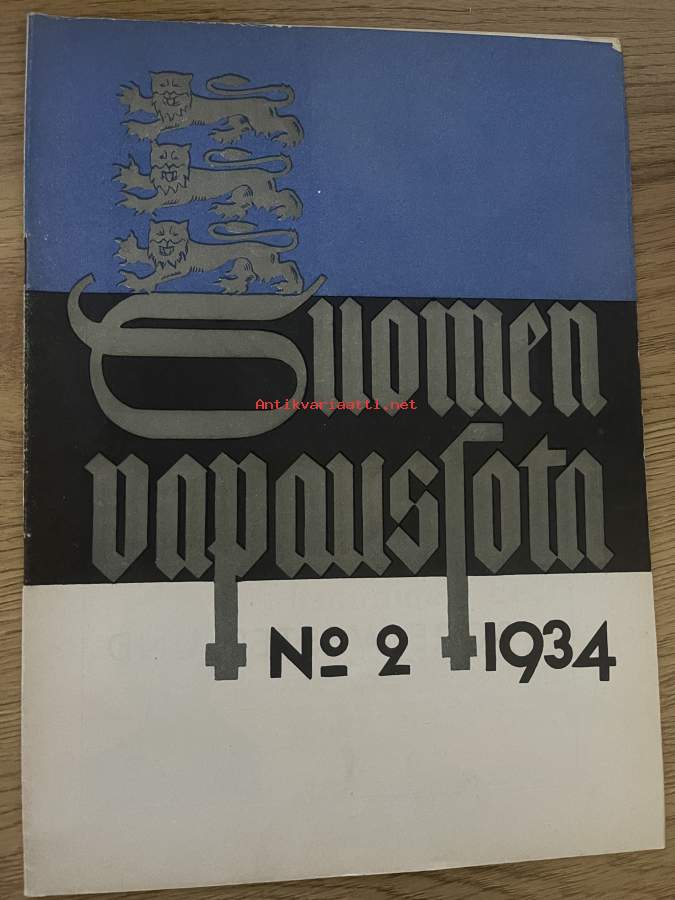 Suomen
Antikvariaatti.net
vapausſota
No 2 1934